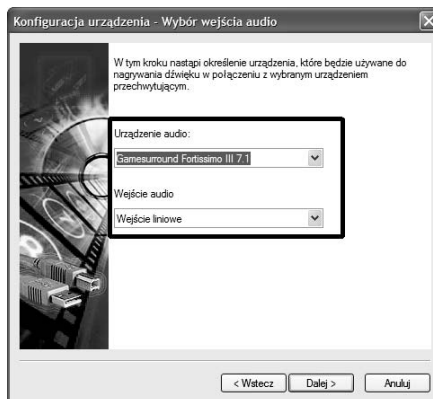 Konfiguracja urządzenia - Wybór wejścia audio
W tym kroku nastąpi określenie urządzenia, które będzie używane do
nagrywania dźwięku w połączeniu z wybranym urządzeniem
przechwytującym.
Urządzenie audio:
Gamesurround Fortissimo III 7.1
Wejście audio
Wejście liniowe
< Wstecz
Dalej >
Anuluj